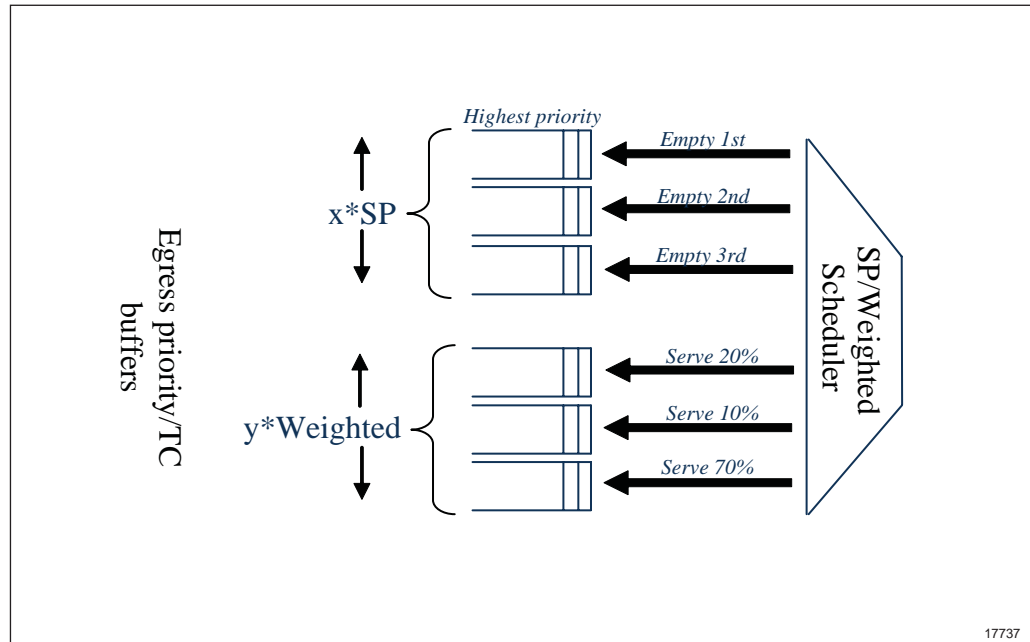 Highest priority
Empty 1st
Empty 2nd
Empty 3rd
x*SP
Serve 20%
Serve 10%
Serve 70%
y*Weighted
Egress priority/TC
buffers
SP/Weighted
Scheduler
17737